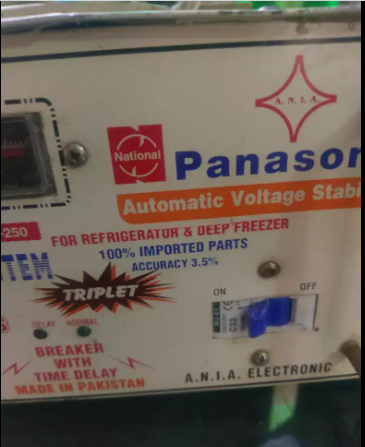 A.N.I.A.
National
Panason
Automatic Voltage Stabi
-250
FOR REFRIGERATOR & DEEP FREEZER
100% IMPORTED PARTS
ACCURACY 3.5%
TEM
TRIPLET
ON
OFF
C32
DELAY
NORMAL
BREAKER
WITH
TIME DELAY
MADE IN PAKISTAN
A.N.I.A. ELECTRONIC